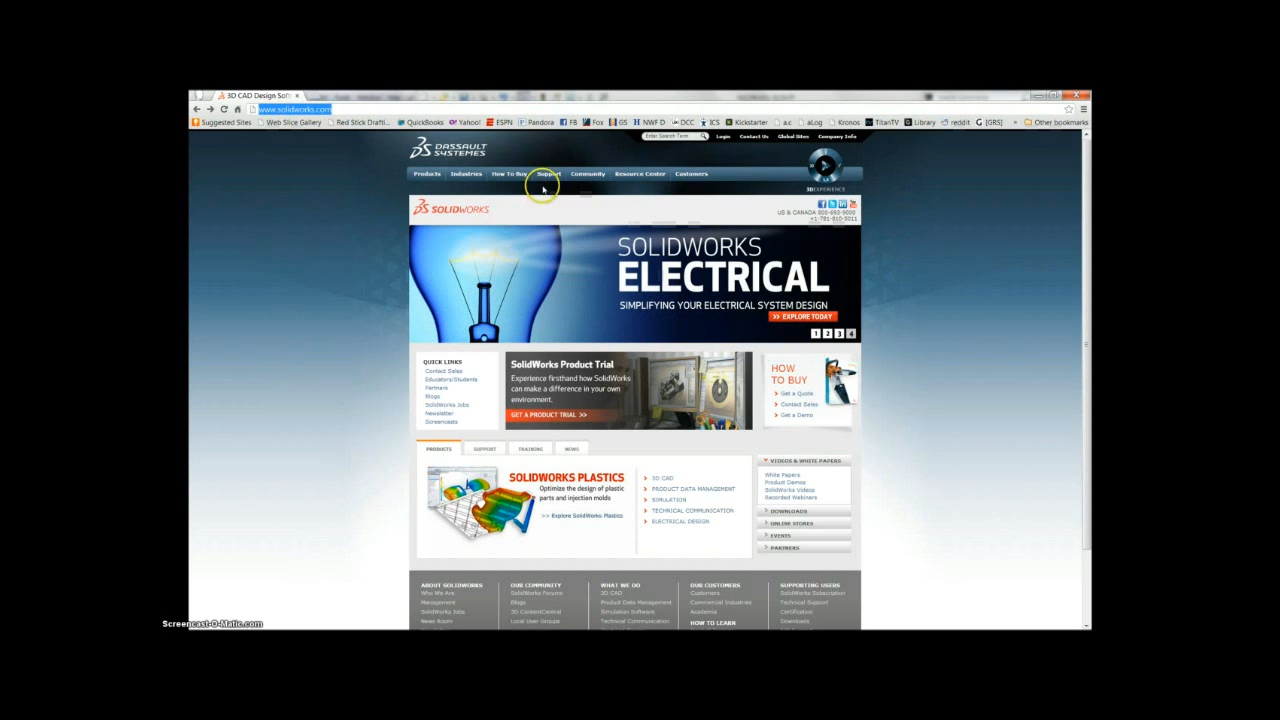 3D CAD Design Soft
www.solidworks.com
Suggested Sites Web Slice Gallery Red Stick Drafti... QuickBooks Yahoo! ESPN Pandora FB Fox GS NWF D DCC ICS Kickstarter a.c aLog Kronos TitanTV Library reddit [GRS] » Other bookmarks
Enter Search Term Login Contact Us Global Sites Company Info
DASSAULT
SYSTEMES
Products Industries How To Buy Support Community Resource Center Customers
3DEXPERIENCE
SOLIDWORKS
US & CANADA 800-693-9000
+1-781-810-5011
SOLIDWORKS
ELECTRICAL
SIMPLIFYING YOUR ELECTRICAL SYSTEM DESIGN
>> EXPLORE TODAY
1 2 3 4
QUICK LINKS
Contact Sales
Educators/Students
Partners
Blogs
SolidWorks Jobs
Newsletter
Screencasts
SolidWorks Product Trial
Experience firsthand how SolidWorks
can make a difference in your own
environment.
GET A PRODUCT TRIAL >>
HOW
TO BUY
Get a Quote
Contact Sales
Get a Demo
PRODUCTS SUPPORT TRAINING NEWS
SOLIDWORKS PLASTICS
Optimize the design of plastic
parts and injection molds
>> Explore SolidWorks Plastics
3D CAD
PRODUCT DATA MANAGEMENT
SIMULATION
TECHNICAL COMMUNICATION
ELECTRICAL DESIGN
VIDEOS & WHITE PAPERS
White Papers
Product Demos
SolidWorks Videos
Recorded Webinars
DOWNLOADS
ONLINE STORES
EVENTS
PARTNERS
ABOUT SOLIDWORKS
Who We Are
Management
SolidWorks Jobs
News Room
OUR COMMUNITY
SolidWorks Forums
Blogs
3D ContentCentral
Local User Groups
WHAT WE DO
3D CAD
Product Data Management
Simulation Software
Technical Communication
OUR CUSTOMERS
Customers
Commercial Industries
Academia
HOW TO LEARN
SUPPORTING USERS
SolidWorks Subscription
Technical Support
Certification
Downloads
Screencast-O-Matic.com